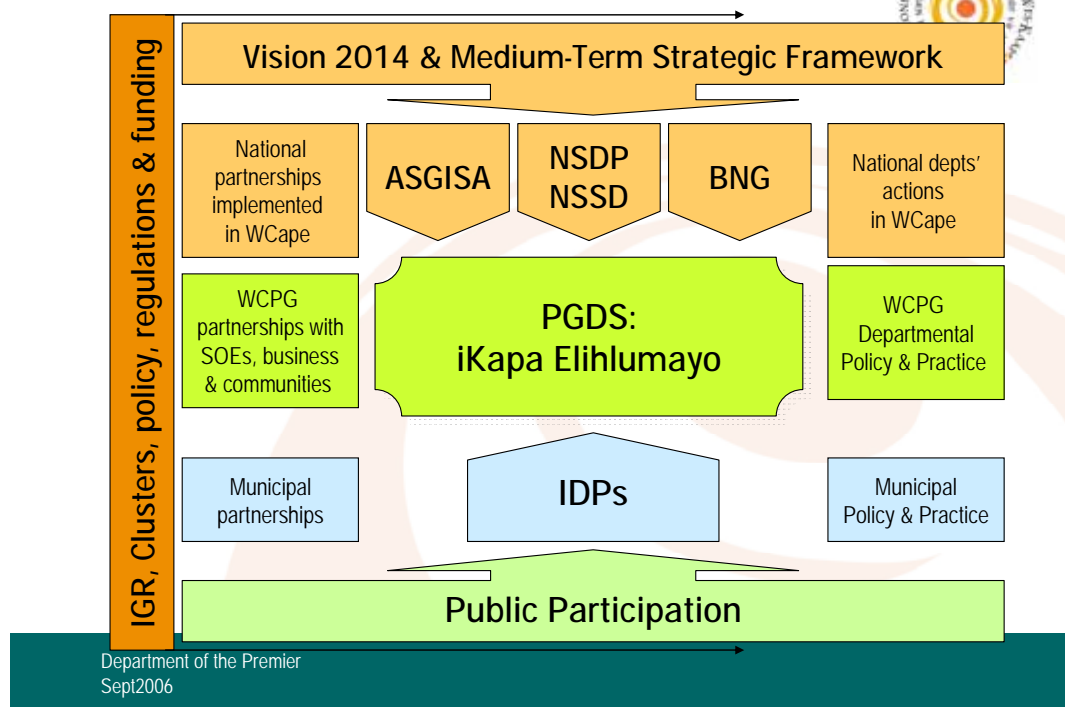 IGR, Clusters, policy, regulations & funding
Vision 2014 & Medium-Term Strategic Framework
National
partnerships
implemented
in WCape
ASGISA
NSDP
NSSD
BNG
National depts'
actions
in WCape
WCPG
partnerships with
SOEs, business
& communities
PGDS:
iKapa Elihlumayo
WCPG
Departmental
Policy & Practice
Municipal
partnerships
IDPs
Municipal
Policy & Practice
Public Participation
Department of the Premier
Sept2006